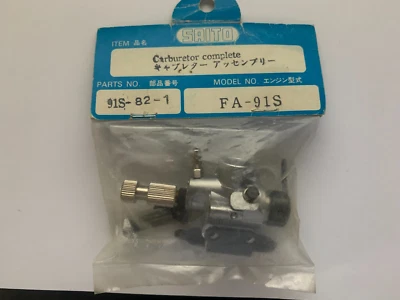 SAITO
ITEM 品名
Carburetor complete
キャブレター アッセンブリー
PARTS NO 部品番号
MODEL NO. エンジン型式
91S-82-1
FA-91S